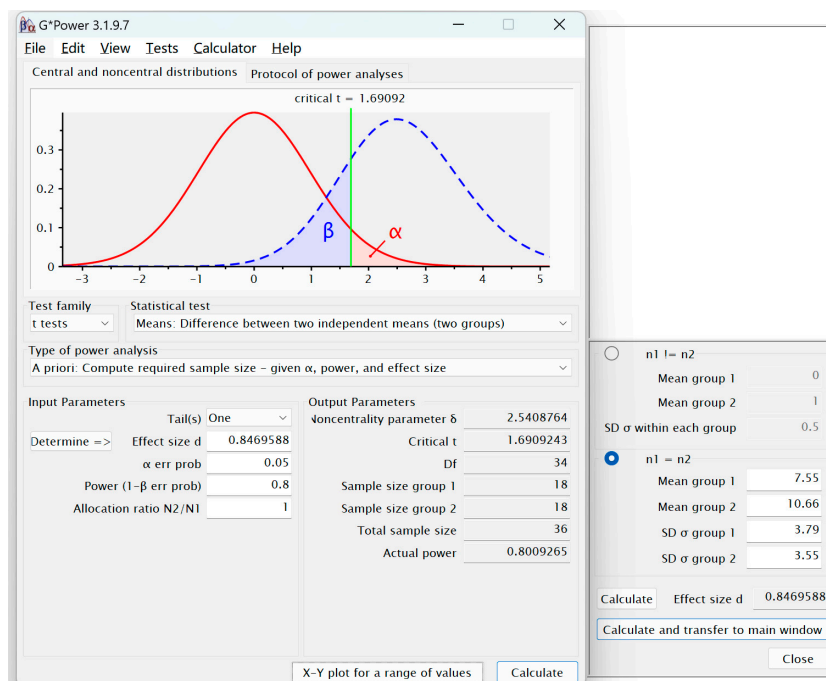 G*Power 3.1.9.7
File Edit View Tests Calculator Help
Central and noncentral distributions Protocol of power analyses
critical t = 1.69092
0.3
0.2
0.1
0
β
α
-3 -2 -1 0 1 2 3 4 5
Test family Statistical test
t tests Means: Difference between two independent means (two groups)
Type of power analysis
A priori: Compute required sample size – given α, power, and effect size
Input Parameters
Tail(s) One
Determine => Effect size d 0.8469588
α err prob 0.05
Power (1-β err prob) 0.8
Allocation ratio N2/N1 1
Output Parameters
Noncentrality parameter δ 2.5408764
Critical t 1.6909243
Df 34
Sample size group 1 18
Sample size group 2 18
Total sample size 36
Actual power 0.8009265
X-Y plot for a range of values Calculate
n1 != n2
Mean group 1 0
Mean group 2 1
SD σ within each group 0.5
n1 = n2
Mean group 1 7.55
Mean group 2 10.66
SD σ group 1 3.79
SD σ group 2 3.55
Calculate Effect size d 0.8469588
Calculate and transfer to main window
Close